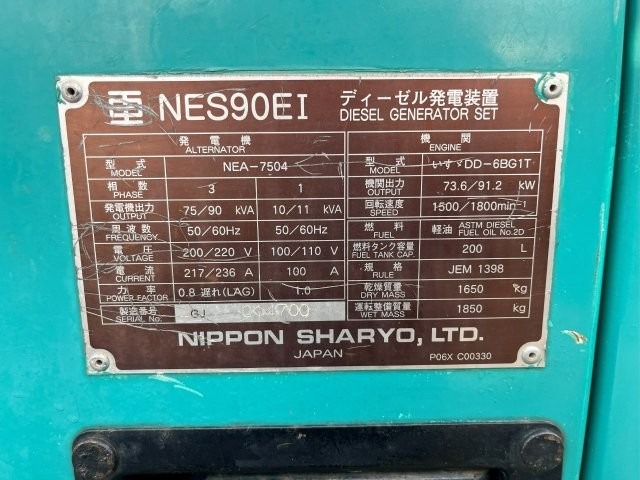 NES90EI ディーゼル発電装置
DIESEL GENERATOR SET
発電機
ALTERNATOR
型式 MODEL NEA-7504
相数 PHASE 3 1
発電機出力 OUTPUT 75/90 kVA 10/11 kVA
周波数 FREQUENCY 50/60Hz 50/60Hz
電圧 VOLTAGE 200/220 V 100/110 V
電流 CURRENT 217/236 A 100 A
力率 POWER FACTOR 0.8 遅れ(LAG) 1.0
製造番号 SERIAL No.
機関
ENGINE
型式 MODEL いすゞDD-6BG1T
機関出力 OUTPUT 73.6/91.2 kW
回転速度 SPEED 1500/1800min⁻¹
燃料 FUEL 軽油 ASTM DIESEL FUEL OIL No.2D
燃料タンク容量 FUEL TANK CAP. 200 L
規格 RULE JEM 1398
乾燥質量 DRY MASS 1650 kg
運転整備質量 WET MASS 1850 kg
NIPPON SHARYO, LTD.
JAPAN
P06X C00330